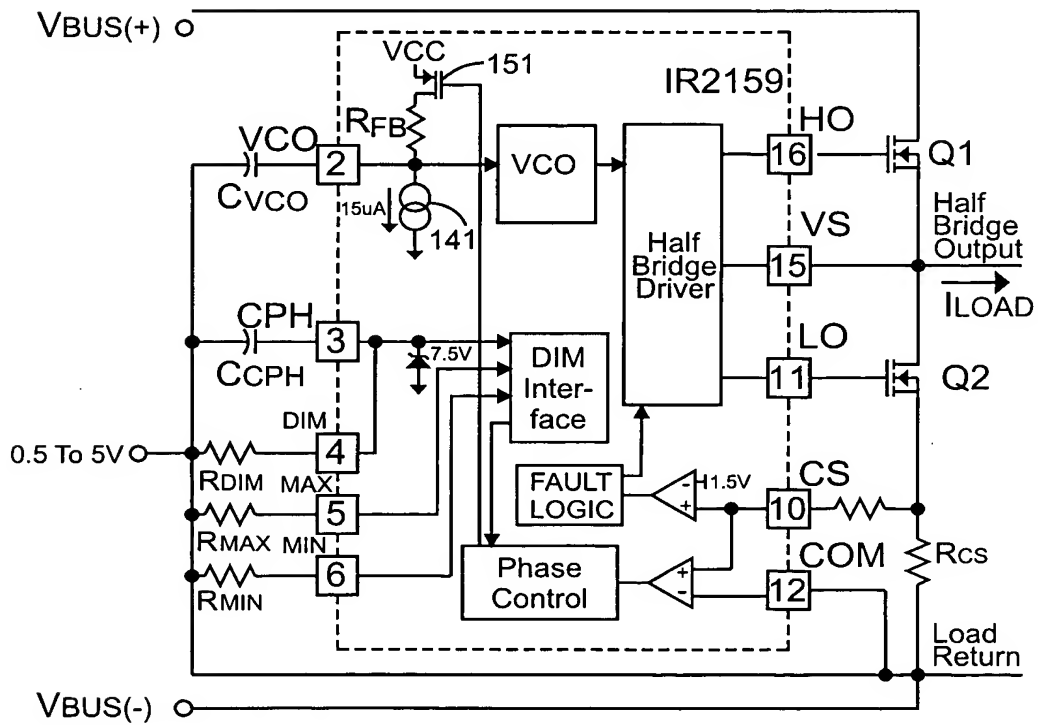 VBUS(+)
VCC
151
IR2159
RFB
VCO
2
CVCO
15uA
141
VCO
Half
Bridge
Driver
HO
16
Q1
VS
15
Half
Bridge
Output
ILOAD
CPH
3
CCPH
7.5V
DIM
Inter-
face
LO
11
Q2
DIM
4
0.5 To 5V
RDIM
MAX
5
RMAX
MIN
6
RMIN
FAULT
LOGIC
1.5V
-
+
CS
10
Phase
Control
+
-
COM
12
RCS
Load
Return
VBUS(-)